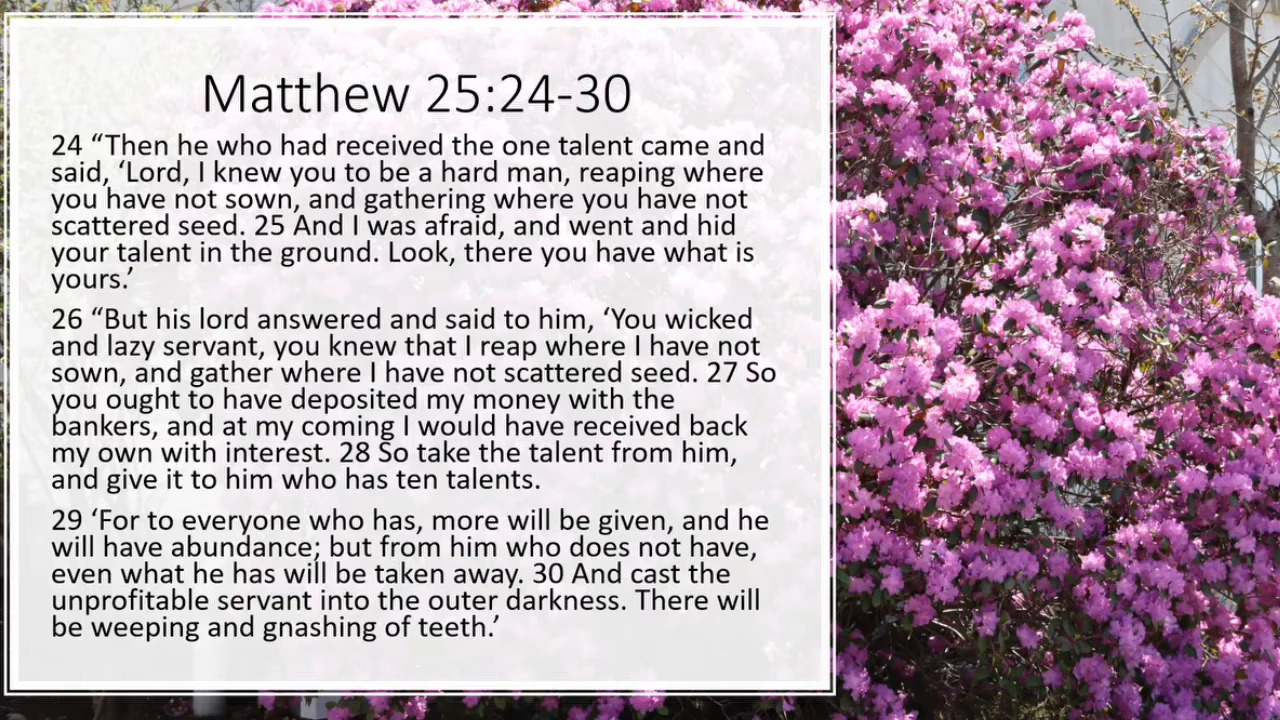 Matthew 25:24-30
24 “Then he who had received the one talent came and
said, ‘Lord, I knew you to be a hard man, reaping where
you have not sown, and gathering where you have not
scattered seed. 25 And I was afraid, and went and hid
your talent in the ground. Look, there you have what is
yours.’
26 “But his lord answered and said to him, ‘You wicked
and lazy servant, you knew that I reap where I have not
sown, and gather where I have not scattered seed. 27 So
you ought to have deposited my money with the
bankers, and at my coming I would have received back
my own with interest. 28 So take the talent from him,
and give it to him who has ten talents.
29 ‘For to everyone who has, more will be given, and he
will have abundance; but from him who does not have,
even what he has will be taken away. 30 And cast the
unprofitable servant into the outer darkness. There will
be weeping and gnashing of teeth.’